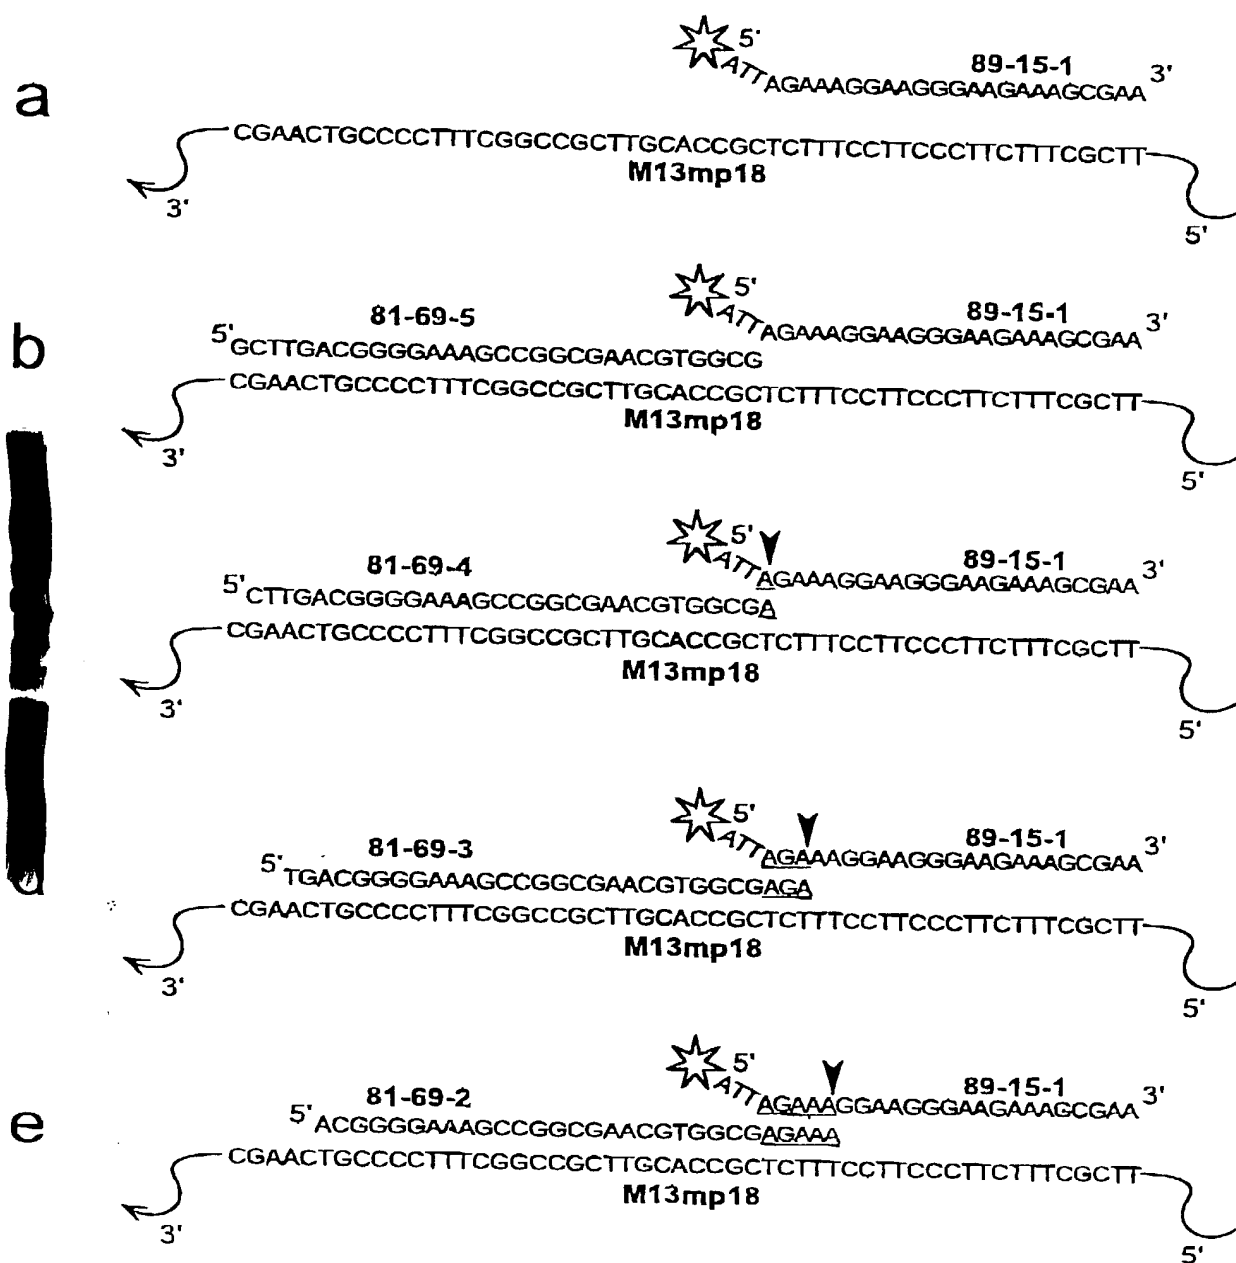 a
5'
ATTAGAAAGGAAGGGAAGAAAGCGAA
89-15-1
3'
CGAACTGCCCCTTTCGGCCGCTTGCACCGCTCTTTCCTTCCCTTCTTTCGCTT
M13mp18
3'
5'
b
81-69-5
5'
GCTTGACGGGGAAAGCCGGCGAACGTGGCG
5'
ATTAGAAAGGAAGGGAAGAAAGCGAA
89-15-1
3'
CGAACTGCCCCTTTCGGCCGCTTGCACCGCTCTTTCCTTCCCTTCTTTCGCTT
M13mp18
3'
5'
81-69-4
5'
CTTGACGGGGAAAGCCGGCGAACGTGGCGA
5'
ATTAGAAAGGAAGGGAAGAAAGCGAA
89-15-1
3'
CGAACTGCCCCTTTCGGCCGCTTGCACCGCTCTTTCCTTCCCTTCTTTCGCTT
M13mp18
3'
5'
81-69-3
5'
TGACGGGGAAAGCCGGCGAACGTGGCGAGA
5'
ATTAGAAAGGAAGGGAAGAAAGCGAA
89-15-1
3'
CGAACTGCCCCTTTCGGCCGCTTGCACCGCTCTTTCCTTCCCTTCTTTCGCTT
M13mp18
3'
5'
e
81-69-2
5'
ACGGGGAAAGCCGGCGAACGTGGCGAGAAA
5'
ATTAGAAAGGAAGGGAAGAAAGCGAA
89-15-1
3'
CGAACTGCCCCTTTCGGCCGCTTGCACCGCTCTTTCCTTCCCTTCTTTCGCTT
M13mp18
3'
5'